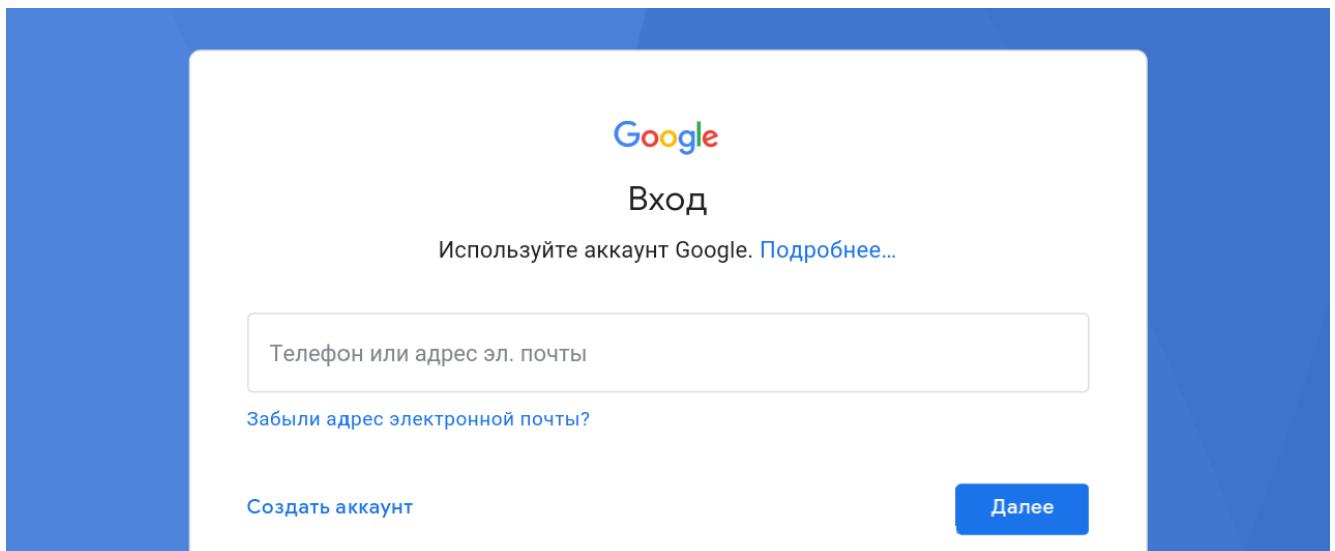 Google
Вход
Используйте аккаунт Google. Подробнее...
Телефон или адрес эл. почты
Забыли адрес электронной почты?
Создать аккаунт
Далее